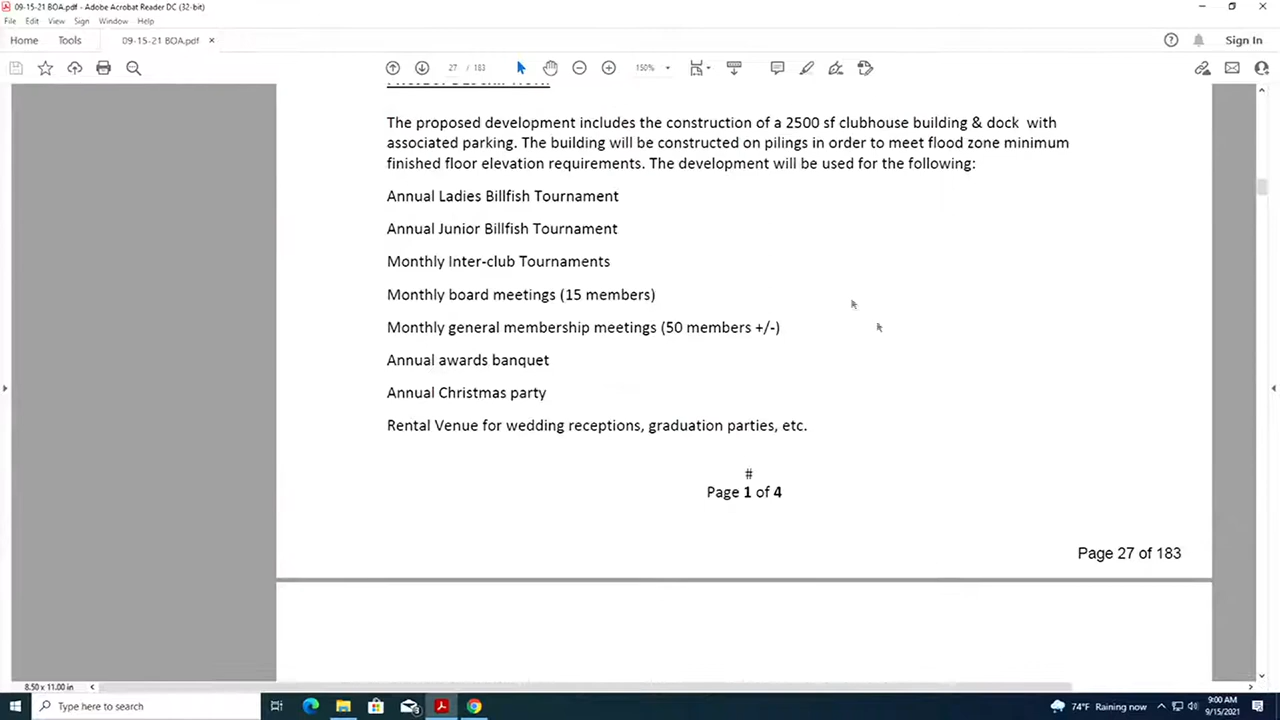 09-15-21 BOA.pdf - Adobe Acrobat Reader DC (32-bit)
File Edit View Sign Window Help
Home Tools 09-15-21 BOA.pdf × Sign In
27 / 183 150%
The proposed development includes the construction of a 2500 sf clubhouse building & dock with
associated parking. The building will be constructed on pilings in order to meet flood zone minimum
finished floor elevation requirements. The development will be used for the following:
Annual Ladies Billfish Tournament
Annual Junior Billfish Tournament
Monthly Inter-club Tournaments
Monthly board meetings (15 members)
Monthly general membership meetings (50 members +/-)
Annual awards banquet
Annual Christmas party
Rental Venue for wedding receptions, graduation parties, etc.
#
Page 1 of 4
Page 27 of 183
8.50 x 11.00 in
Type here to search
74°F Raining now
9:00 AM
9/15/2021